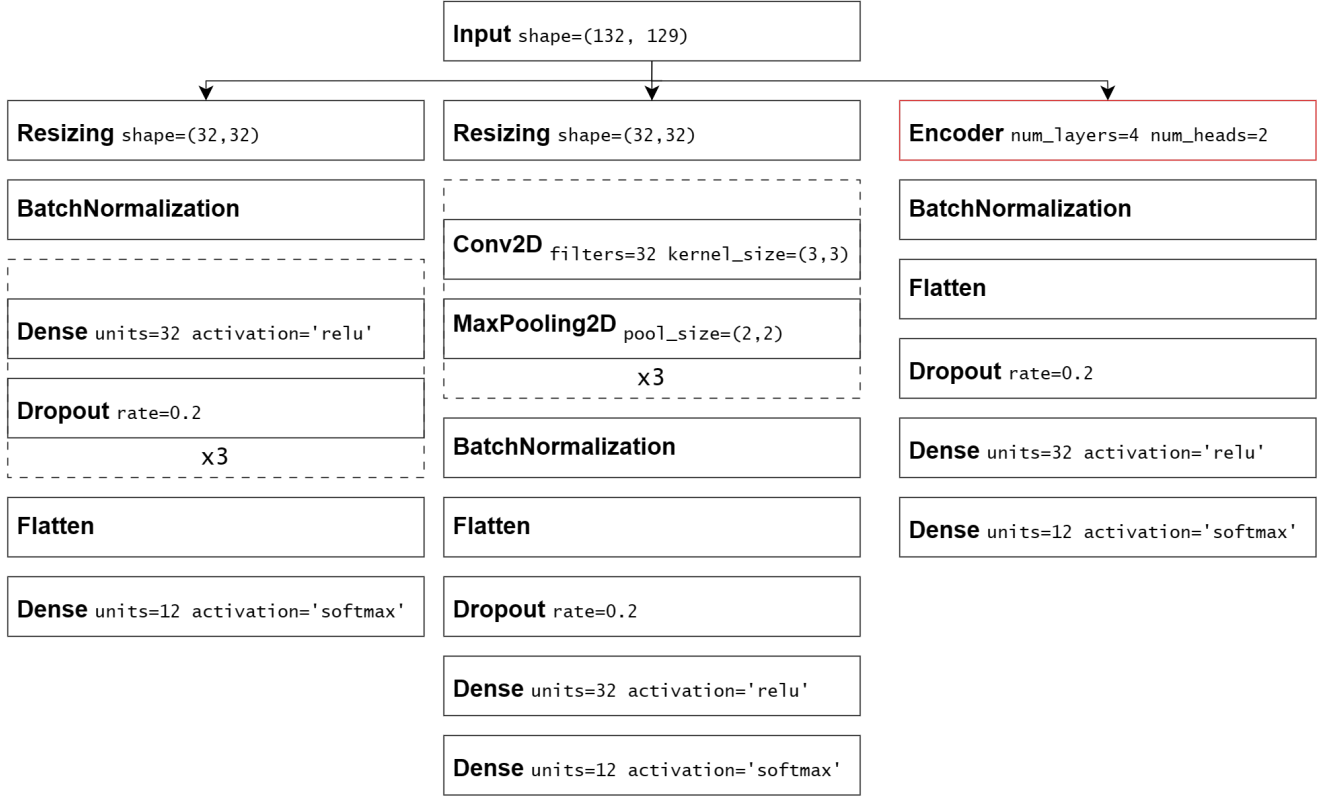 Input shape=(132, 129)
Resizing shape=(32,32)
BatchNormalization
Dense units=32 activation='relu'
Dropout rate=0.2
x3
Flatten
Dense units=12 activation='softmax'
Resizing shape=(32,32)
Conv2D filters=32 kernel_size=(3,3)
MaxPooling2D pool_size=(2,2)
x3
BatchNormalization
Flatten
Dropout rate=0.2
Dense units=32 activation='relu'
Dense units=12 activation='softmax'
Encoder num_layers=4 num_heads=2
BatchNormalization
Flatten
Dropout rate=0.2
Dense units=32 activation='relu'
Dense units=12 activation='softmax'